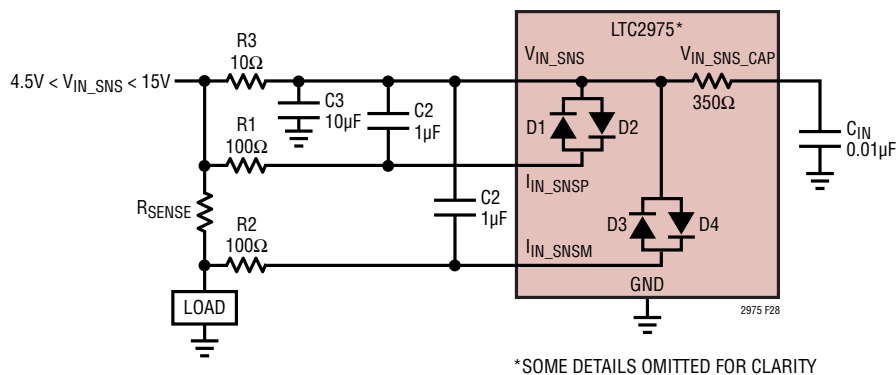 LTC2975*
R3
10Ω
V_IN_SNS
V_IN_SNS_CAP
4.5V < V_IN_SNS < 15V
350Ω
C3
10µF
C2
1µF
D1
D2
C_IN
0.01µF
R1
100Ω
I_IN_SNSP
R_SENSE
C2
1µF
D3
D4
R2
100Ω
I_IN_SNSM
GND
LOAD
2975 F28
*SOME DETAILS OMITTED FOR CLARITY